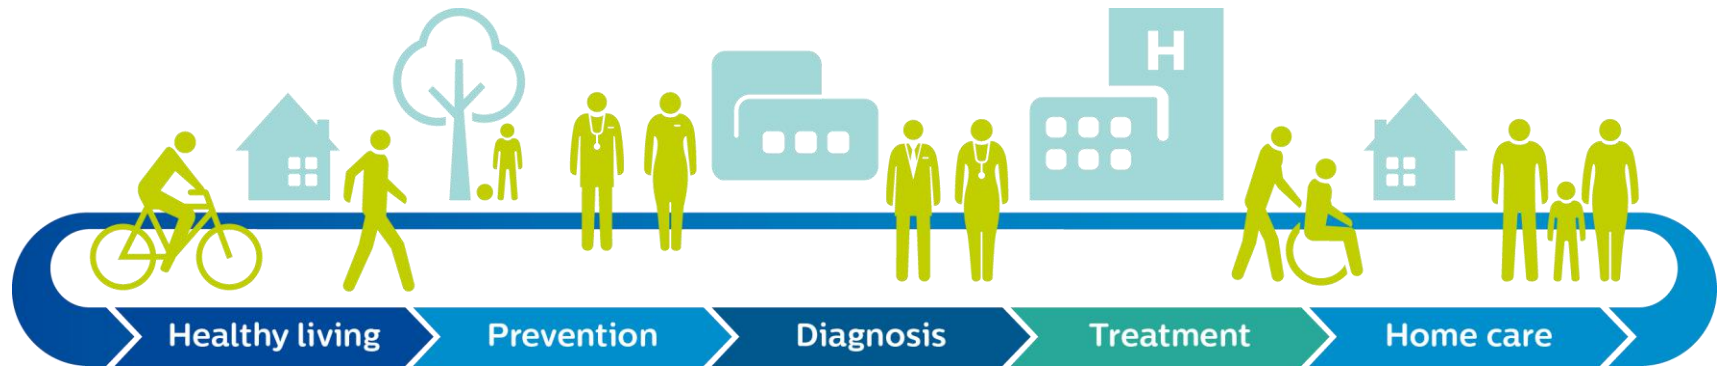 H
Healthy living
Prevention
Diagnosis
Treatment
Home care